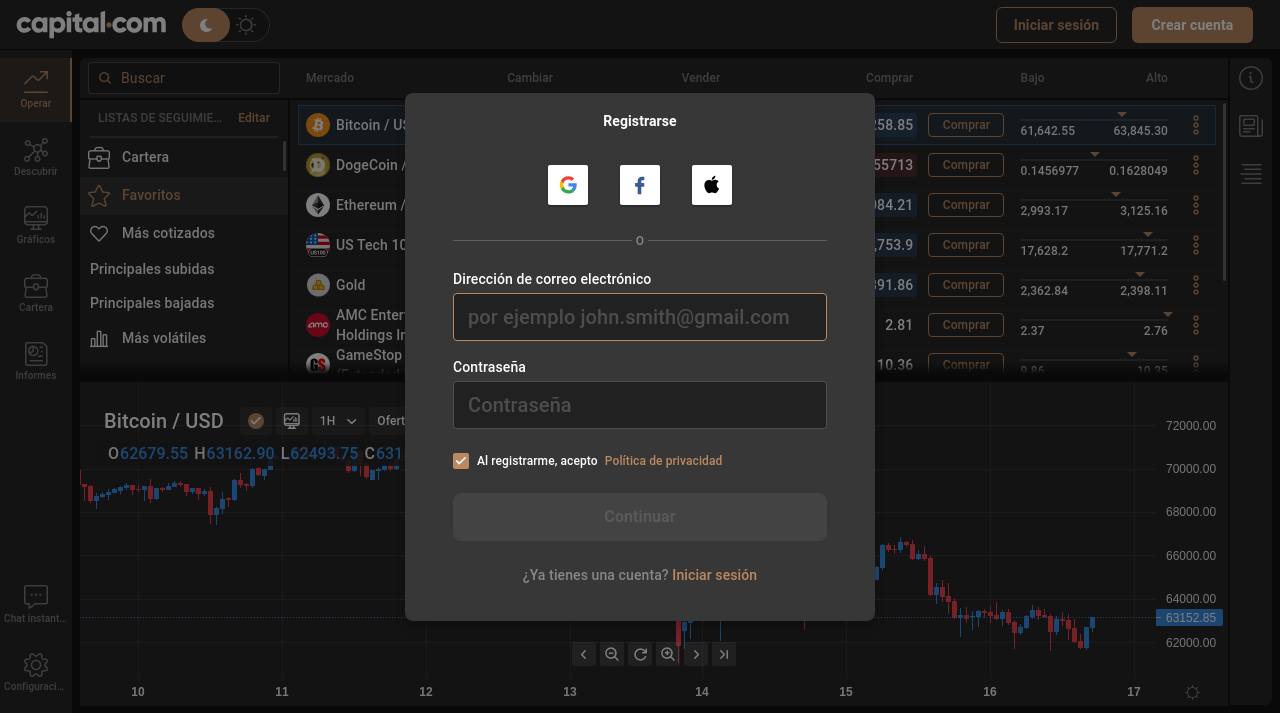 capital.com
Iniciar sesión
Crear cuenta
Operar
Descubrir
Gráficos
Cartera
Informes
Chat instant...
Configuraci...
Buscar
LISTAS DE SEGUIMIE... Editar
Cartera
Favoritos
Más cotizados
Principales subidas
Principales bajadas
Más volátiles
Mercado Cambiar Vender Comprar Bajo Alto
Bitcoin / US 258.85 Comprar 61,642.55 63,845.30
DogeCoin / 55713 Comprar 0.1456977 0.1628049
Ethereum / 084.21 Comprar 2,993.17 3,125.16
US Tech 10 ,753.9 Comprar 17,628.2 17,771.2
Gold 391.86 Comprar 2,362.84 2,398.11
AMC Enter
Holdings In 2.81 Comprar 2.37 2.76
GameStop 10.36 Comprar 9.86 10.35
Registrarse
O
Dirección de correo electrónico
por ejemplo john.smith@gmail.com
Contraseña
Contraseña
Al registrarme, acepto Política de privacidad
Continuar
¿Ya tienes una cuenta? Iniciar sesión
Bitcoin / USD 1H Ofert
O62679.55 H63162.90 L62493.75 C631
72000.00
70000.00
68000.00
66000.00
64000.00
63152.85
62000.00
10 11 12 13 14 15 16 17